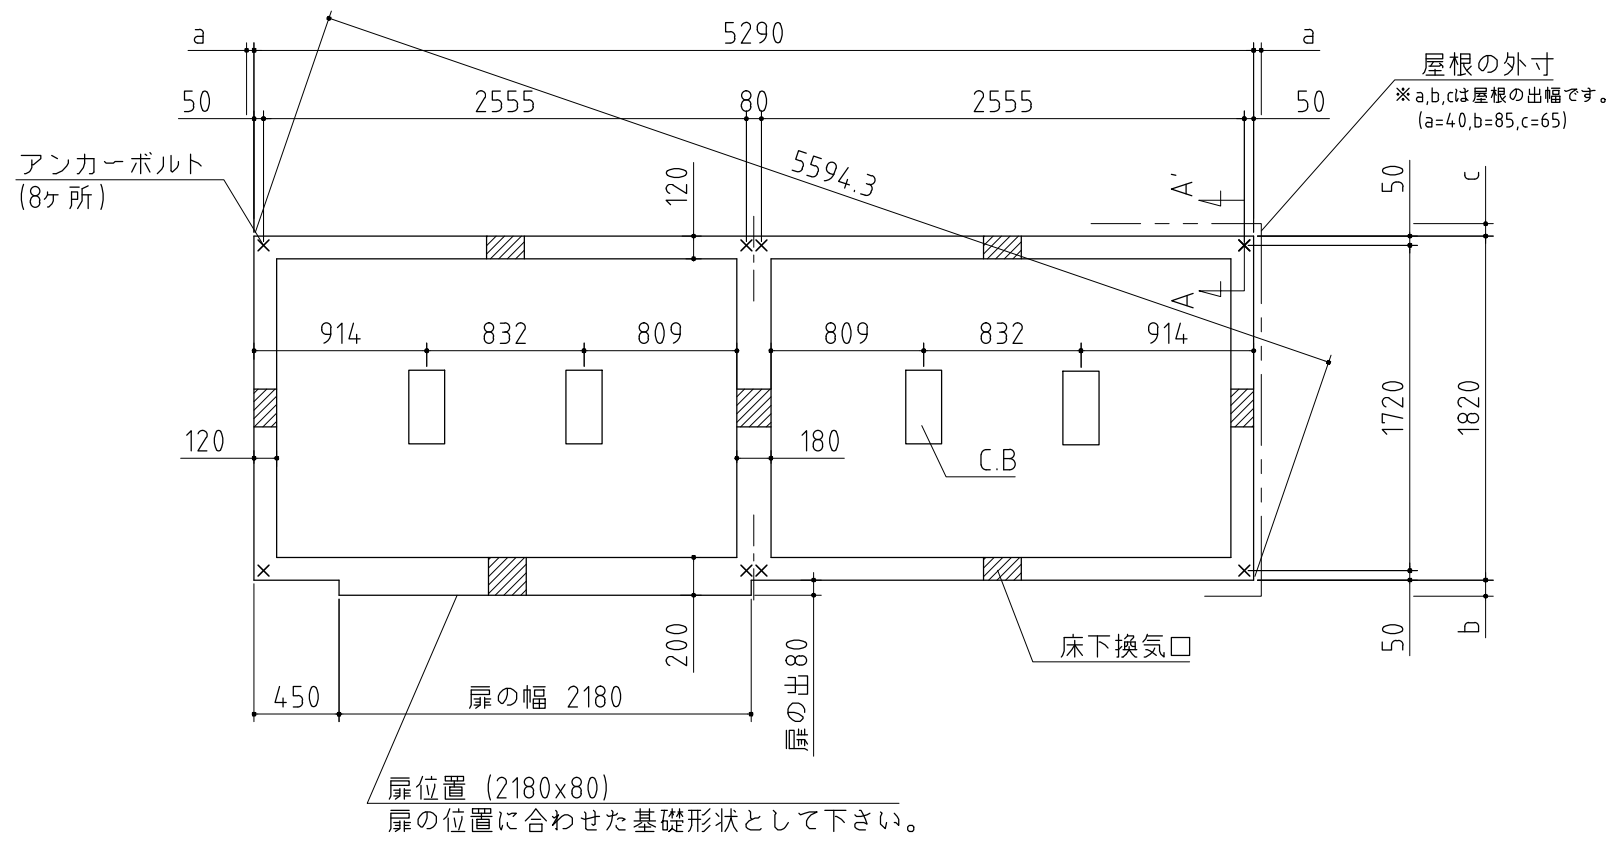 a
5290
a
屋根の外寸
※a,b,cは屋根の出幅です。
(a=40,b=85,c=65)
50
2555
80
2555
50
アンカーボルト
(8ヶ所)
120
5594.3
A'
50
c
A
914
832
809
809
832
914
1720
1820
120
180
C.B
200
扉の出80
床下換気口
50
b
450
扉の幅 2180
扉位置 (2180x80)
扉の位置に合わせた基礎形状として下さい。